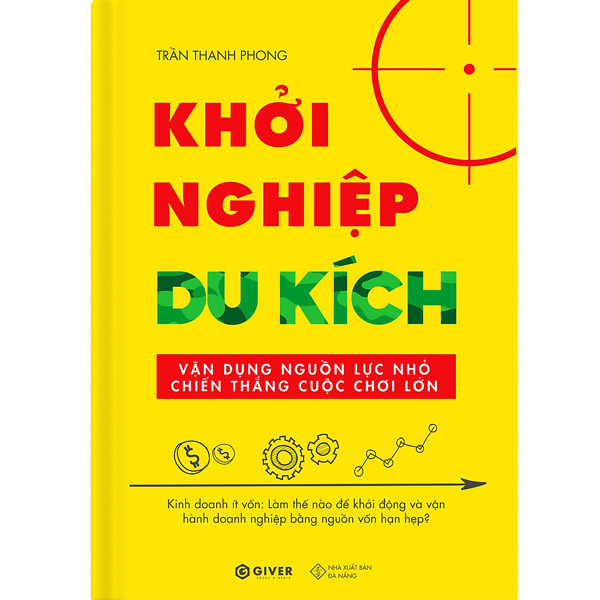 TRẦN THANH PHONG
KHỞI
NGHIỆP
DU KÍCH
VẬN DỤNG NGUỒN LỰC NHỎ
CHIẾN THẮNG CUỘC CHƠI LỚN
$ $
Kinh doanh ít vốn: Làm thế nào để khởi động và vận
hành doanh nghiệp bằng nguồn vốn hạn hẹp?
GIVER
BOOKS & MEDIA
NHÀ XUẤT BẢN
ĐÀ NẴNG